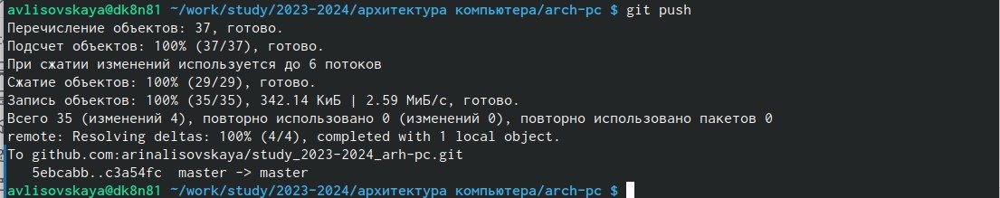 avlisovskaya@dk8n81 ~/work/study/2023-2024/архитектура компьютера/arch-pc $ git push
Перечисление объектов: 37, готово.
Подсчет объектов: 100% (37/37), готово.
При сжатии изменений используется до 6 потоков
Сжатие объектов: 100% (29/29), готово.
Запись объектов: 100% (35/35), 342.14 КиБ | 2.59 МиБ/с, готово.
Всего 35 (изменений 4), повторно использовано 0 (изменений 0), повторно использовано пакетов 0
remote: Resolving deltas: 100% (4/4), completed with 1 local object.
To github.com:arinalisovskaya/study_2023-2024_arh-pc.git
   5ebcabb..c3a54fc  master -> master
avlisovskaya@dk8n81 ~/work/study/2023-2024/архитектура компьютера/arch-pc $